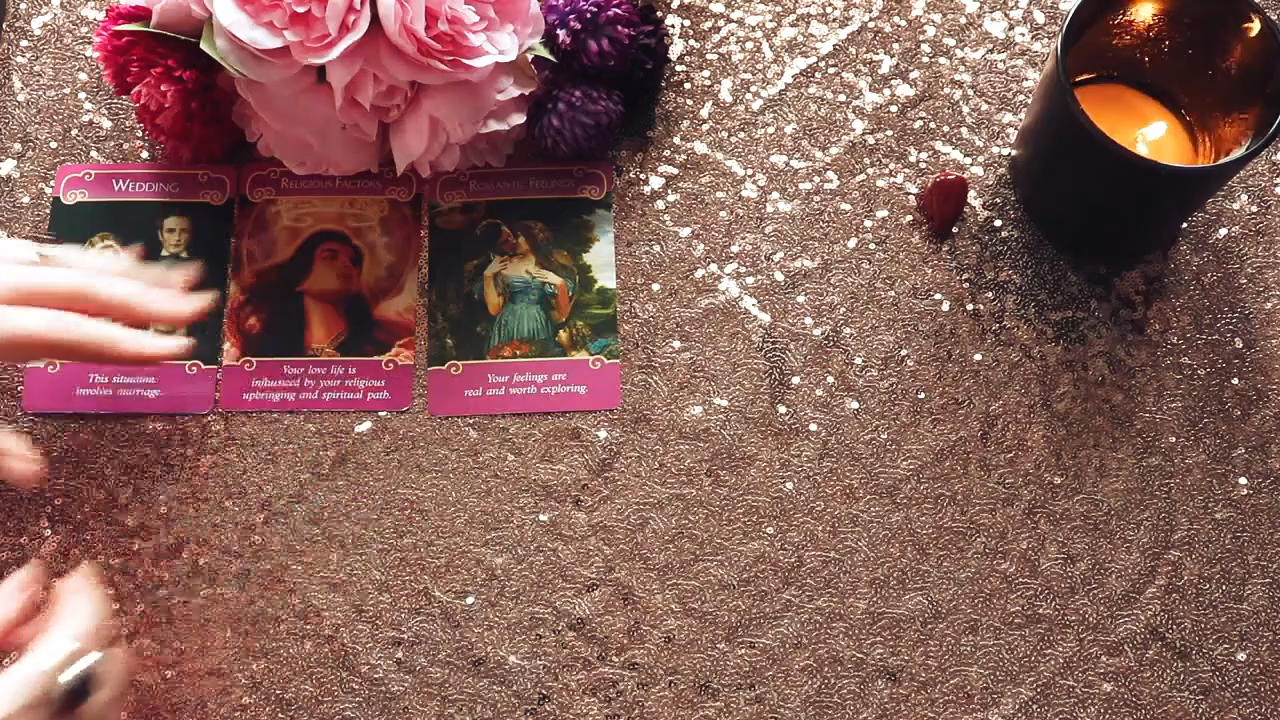 WEDDING
RELIGIOUS FACTORS
ROMANTIC FEELINGS
This situation
involves marriage.
Your love life is
influenced by your religious
upbringing and spiritual path.
Your feelings are
real and worth exploring.